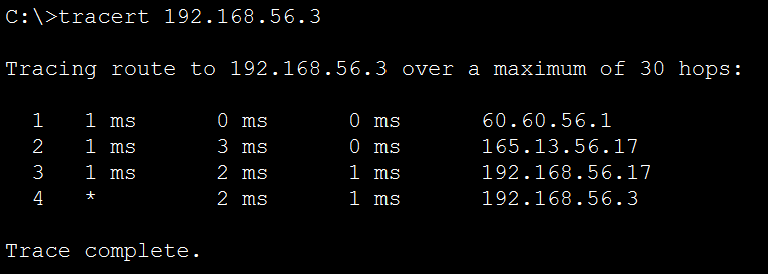 C:\>tracert 192.168.56.3
Tracing route to 192.168.56.3 over a maximum of 30 hops:
1 1 ms 0 ms 0 ms 60.60.56.1
2 1 ms 3 ms 0 ms 165.13.56.17
3 1 ms 2 ms 1 ms 192.168.56.17
4 * 2 ms 1 ms 192.168.56.3
Trace complete.